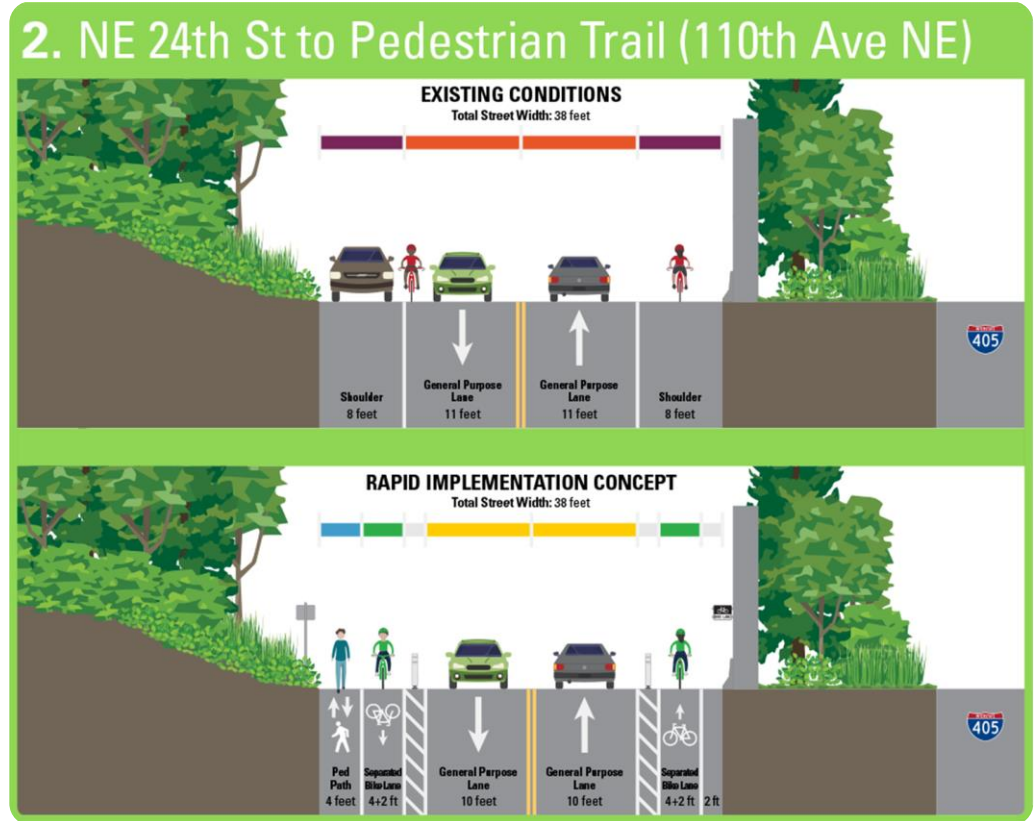 2. NE 24th St to Pedestrian Trail (110th Ave NE)
EXISTING CONDITIONS
Total Street Width: 38 feet
Shoulder
8 feet
General Purpose
Lane
11 feet
General Purpose
Lane
11 feet
Shoulder
8 feet
405
RAPID IMPLEMENTATION CONCEPT
Total Street Width: 38 feet
Ped
Path
4 feet
Separated
Bike Lane
4+2 ft
General Purpose
Lane
10 feet
General Purpose
Lane
10 feet
Separated
Bike Lane
4+2 ft
2 ft
405